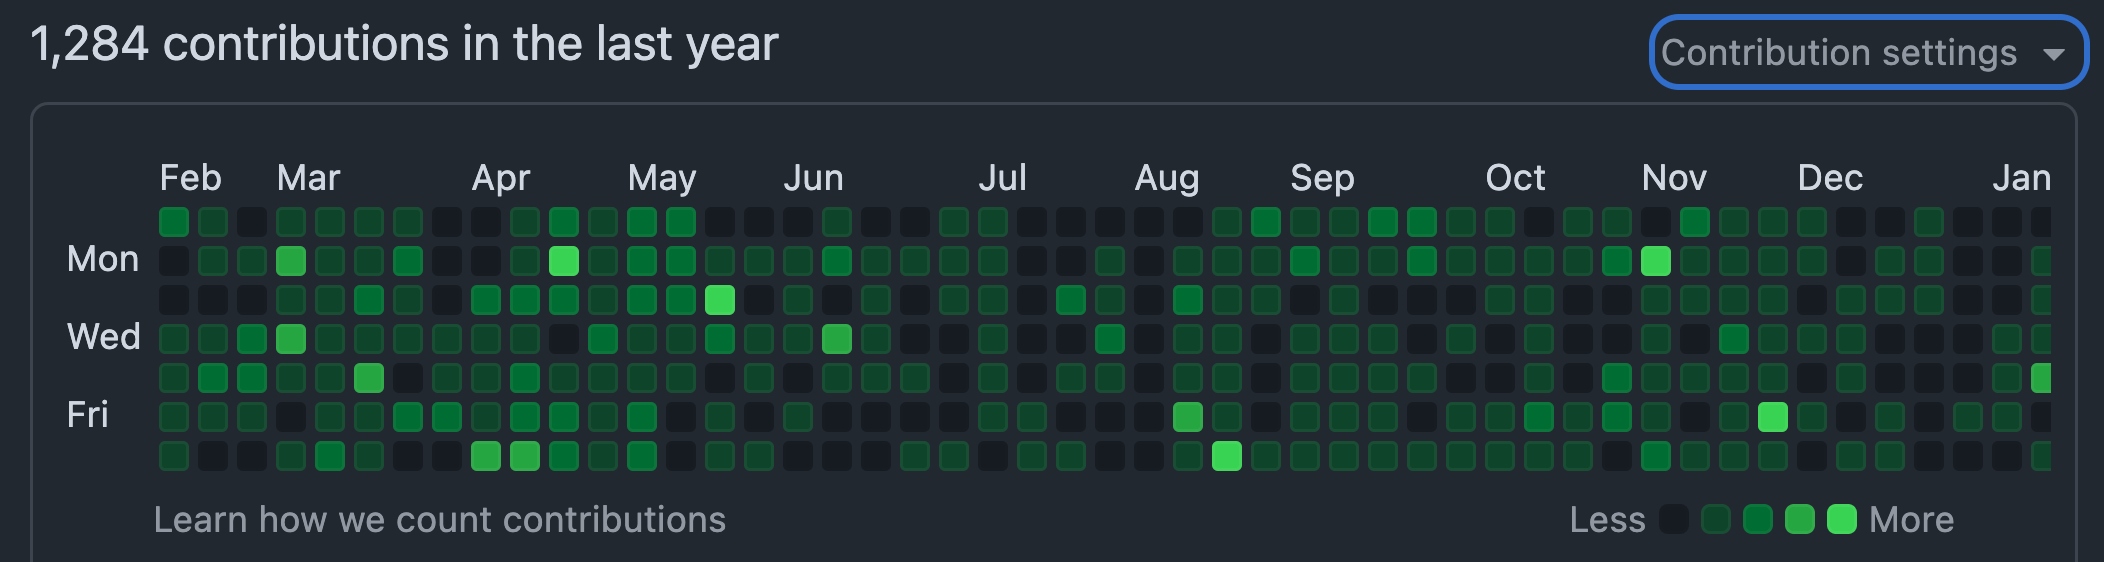 1,284 contributions in the last year
Contribution settings
Feb Mar Apr May Jun Jul Aug Sep Oct Nov Dec Jan
Mon
Wed
Fri
Learn how we count contributions
Less More